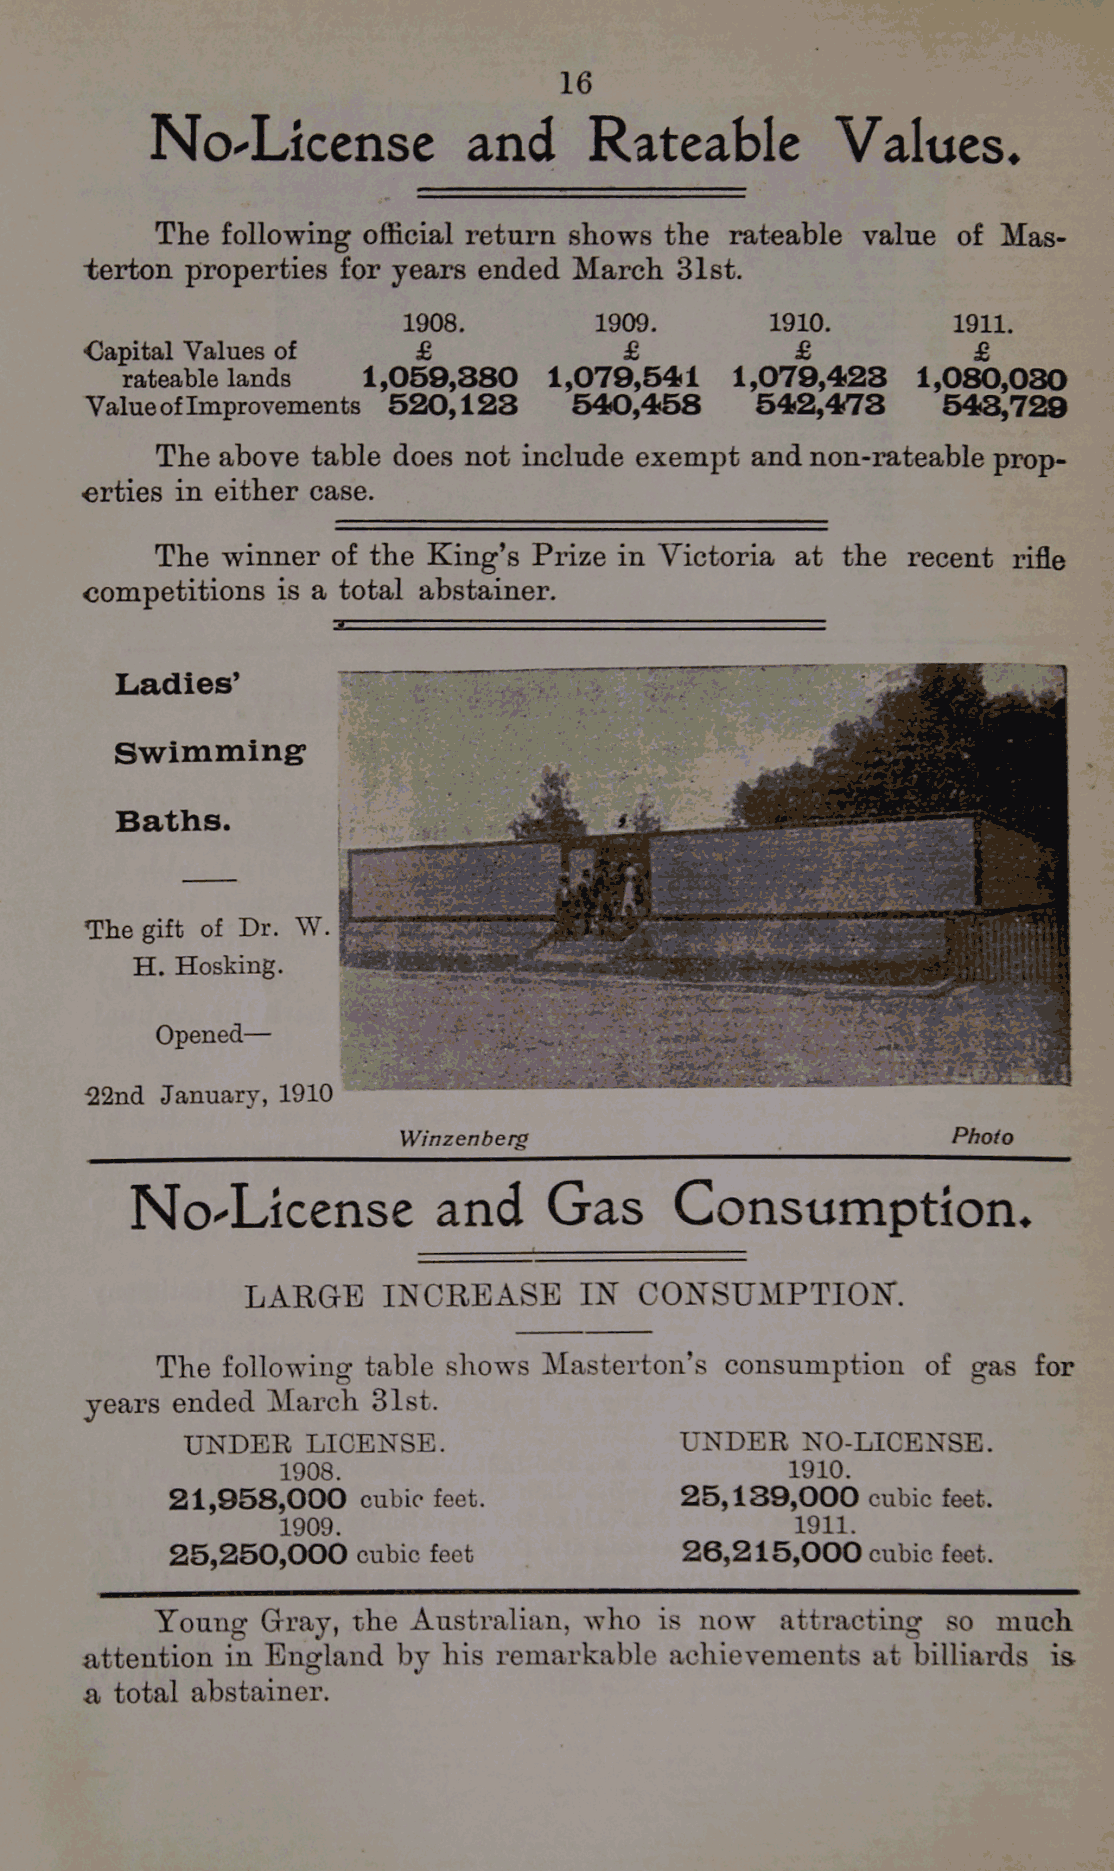 16
No-License and Rateable Values.
The following official return shows the rateable value of Mas-
terton properties for years ended March 31st.
1908. 1909. 1910. 1911.
Capital Values of £ £ £ £
rateable lands 1,059,380 1,079,541 1,079,423 1,080,030
Value of Improvements 520,123 540,458 542,473 543,729
The above table does not include exempt and non-rateable prop-
erties in either case.
The winner of the King's Prize in Victoria at the recent rifle
competitions is a total abstainer.
Ladies'
Swimming
Baths.
The gift of Dr. W.
H. Hosking.
Opened—
22nd January, 1910
Winzenberg Photo
No-License and Gas Consumption.
LARGE INCREASE IN CONSUMPTION.
The following table shows Masterton's consumption of gas for
years ended March 31st.
UNDER LICENSE. UNDER NO-LICENSE.
1908. 1910.
21,958,000 cubic feet. 25,139,000 cubic feet.
1909. 1911.
25,250,000 cubic feet 26,215,000 cubic feet.
Young Gray, the Australian, who is now attracting so much
attention in England by his remarkable achievements at billiards is
a total abstainer.